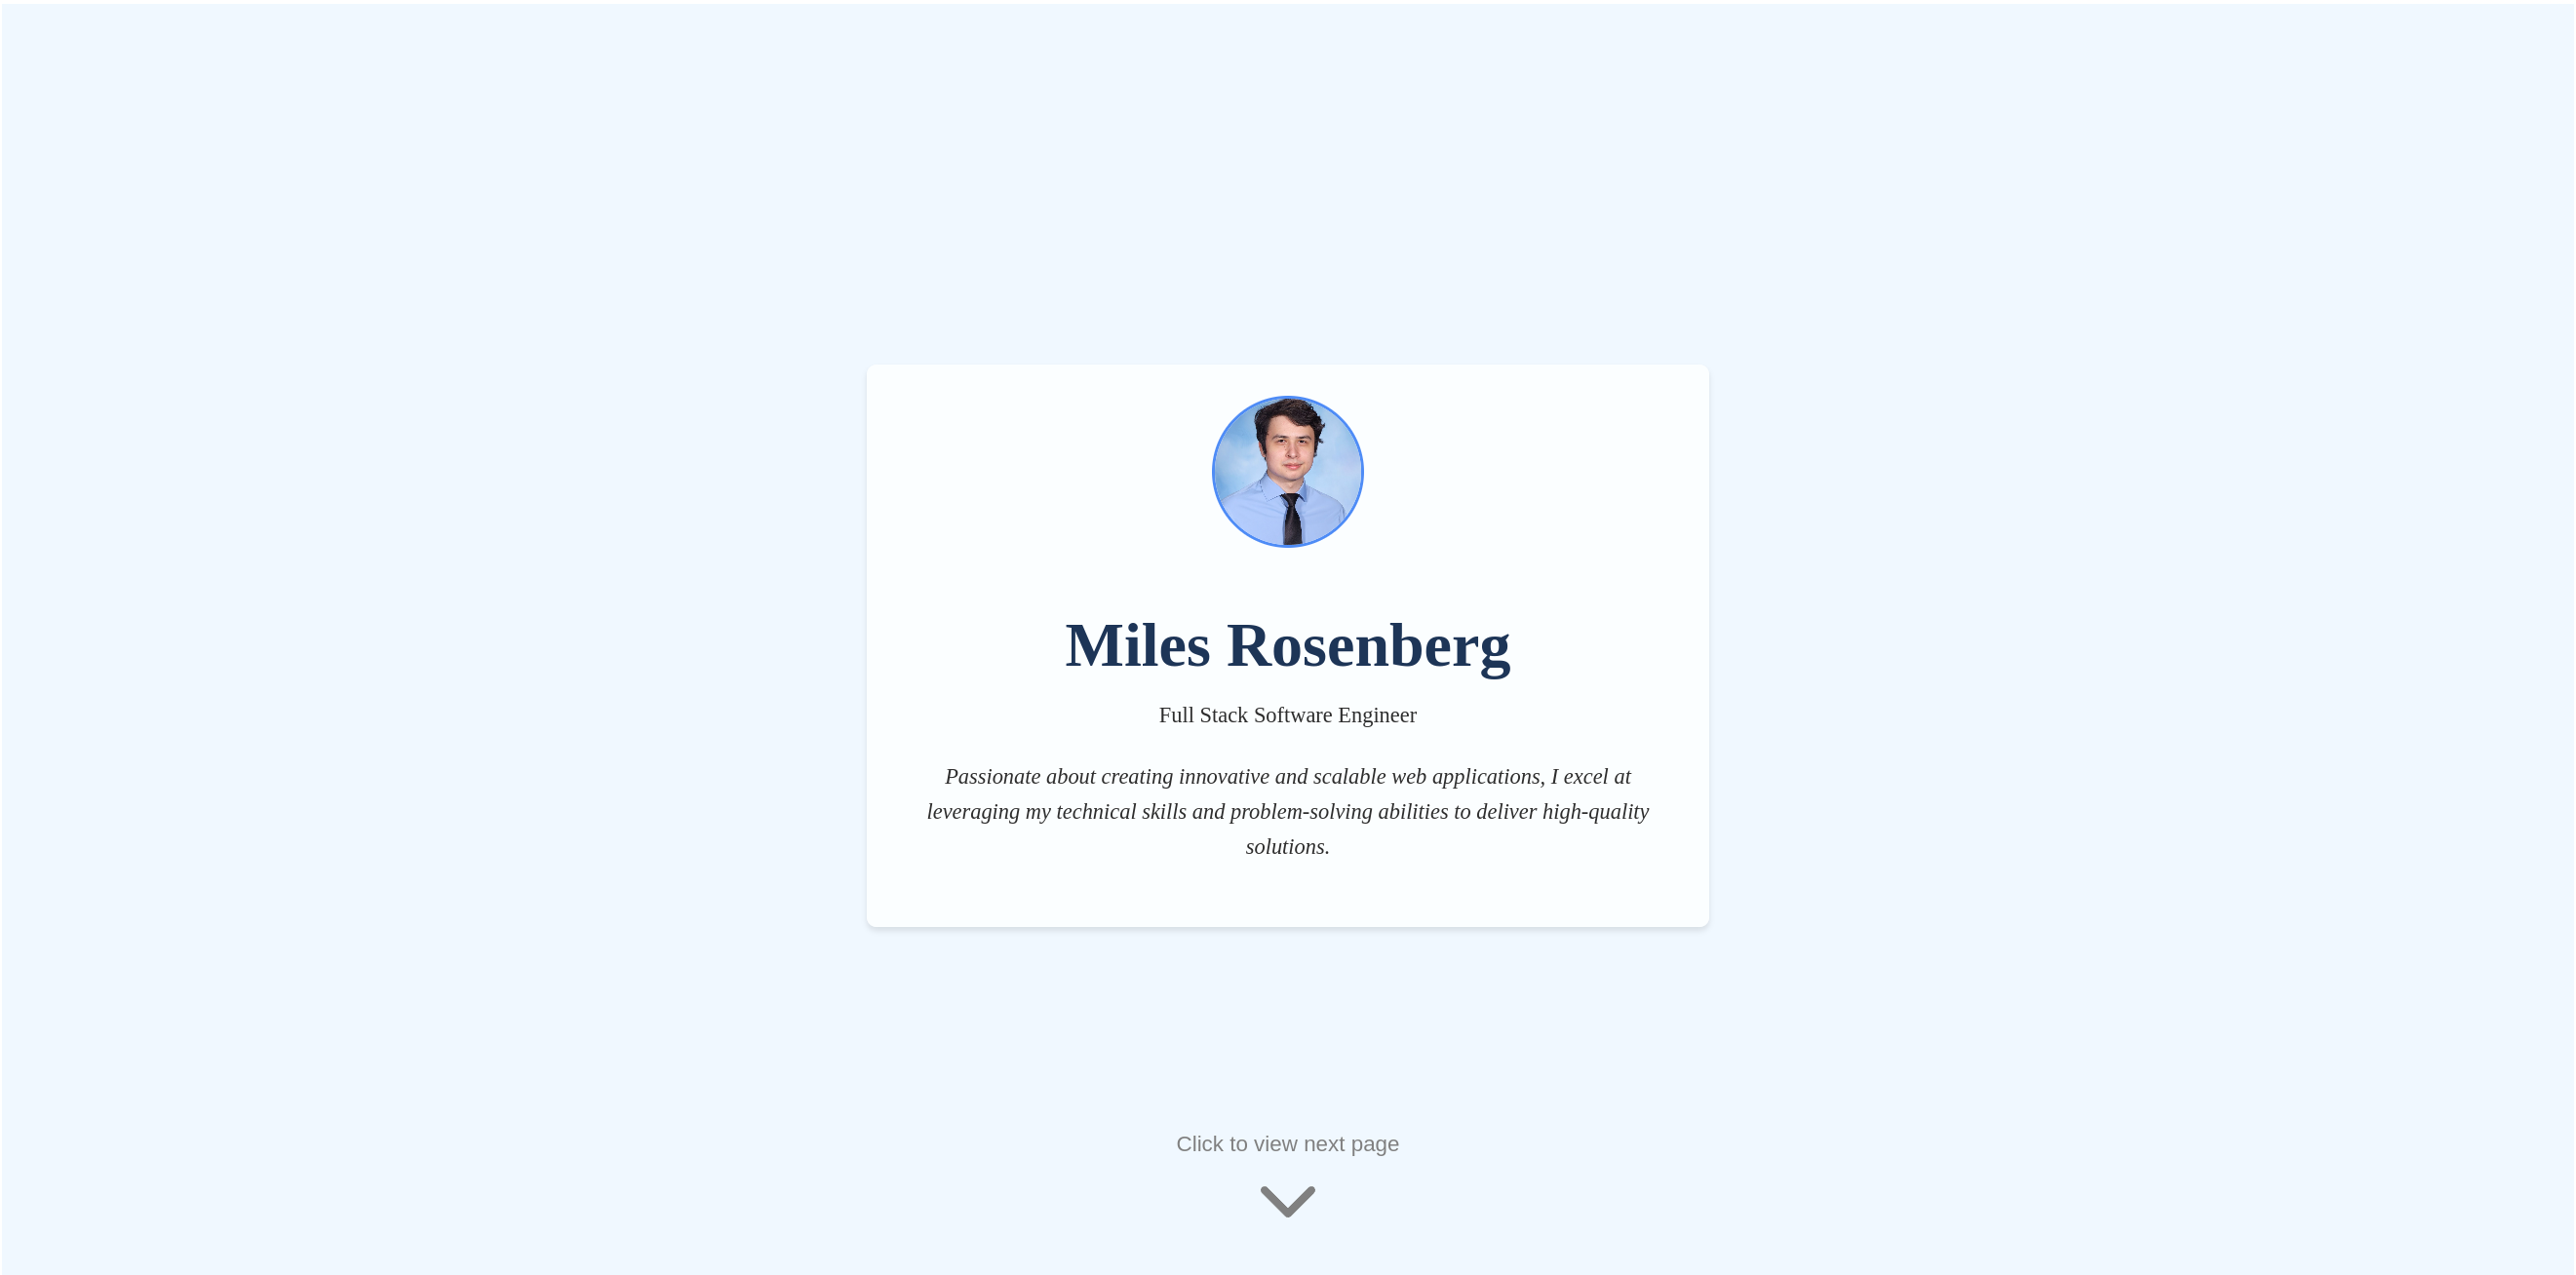 Miles Rosenberg
Full Stack Software Engineer
Passionate about creating innovative and scalable web applications, I excel at
leveraging my technical skills and problem-solving abilities to deliver high-quality
solutions.
Click to view next page